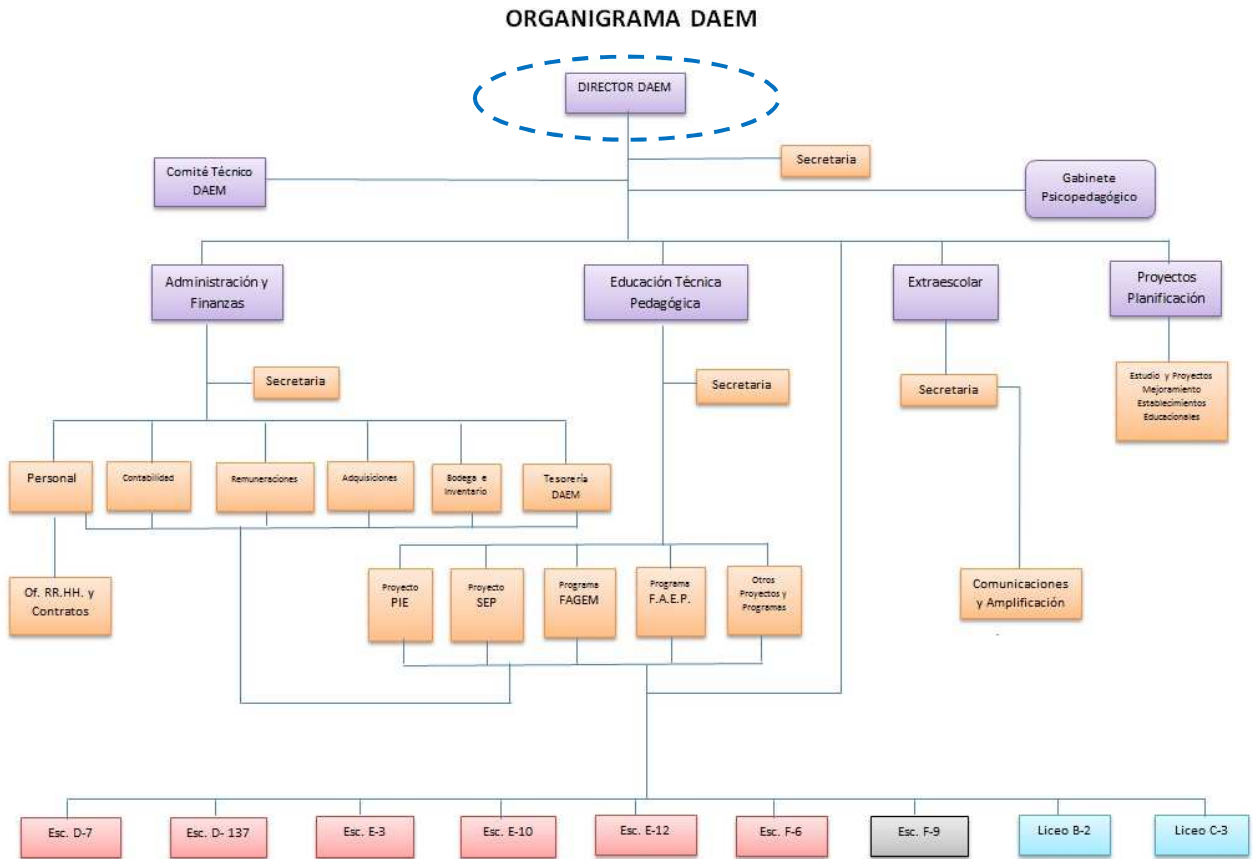 ORGANIGRAMA DAEM
DIRECTOR DAEM
Secretaria
Comité Técnico
DAEM
Gabinete
Psicopedagógico
Administración y
Finanzas
Educación Técnica
Pedagógica
Extraescolar
Proyectos
Planificación
Secretaria
Secretaria
Secretaria
Estudio y Proyectos
Mejoramiento
Establecimientos
Educacionales
Personal
Contabilidad
Remuneraciones
Adquisiciones
Bodega e
Inventario
Tesorería
DAEM
Of. RR.HH. y
Contratos
Proyecto
PIE
Proyecto
SEP
Programa
FAGEM
Programa
F.A.E.P.
Otros
Proyectos y
Programas
Comunicaciones
y Amplificación
Esc. D-7
Esc. D- 137
Esc. E-3
Esc. E-10
Esc. E-12
Esc. F-6
Esc. F-9
Liceo B-2
Liceo C-3